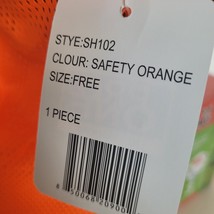 STYE:SH102
CLOUR: SAFETY ORANGE
SIZE:FREE
1 PIECE